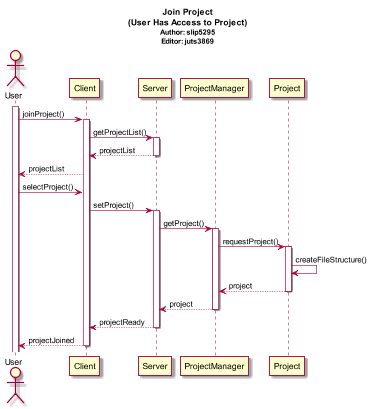 Join Project
(User Has Access to Project)
Author: slip5295
Editor: juts3869
User
Client
Server
ProjectManager
Project
joinProject()
getProjectList()
projectList
projectList
selectProject()
setProject()
getProject()
requestProject()
createFileStructure()
project
project
projectReady
projectJoined
User
Client
Server
ProjectManager
Project